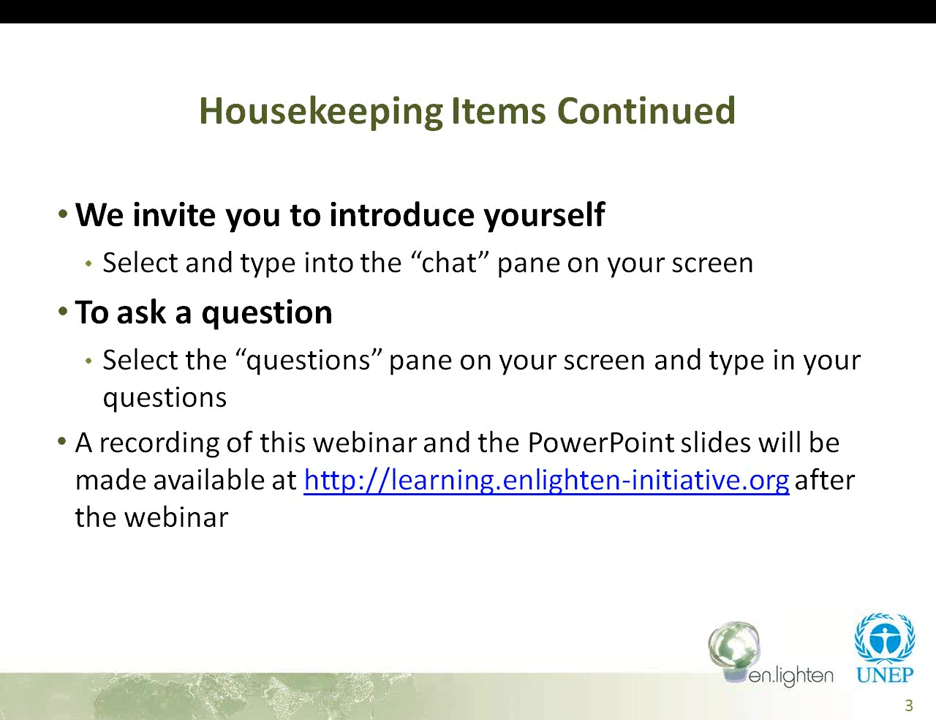 Housekeeping Items Continued
• We invite you to introduce yourself
• Select and type into the “chat” pane on your screen
• To ask a question
• Select the “questions” pane on your screen and type in your
questions
• A recording of this webinar and the PowerPoint slides will be
made available at http://learning.enlighten-initiative.org after
the webinar
en.lighten
UNEP
3